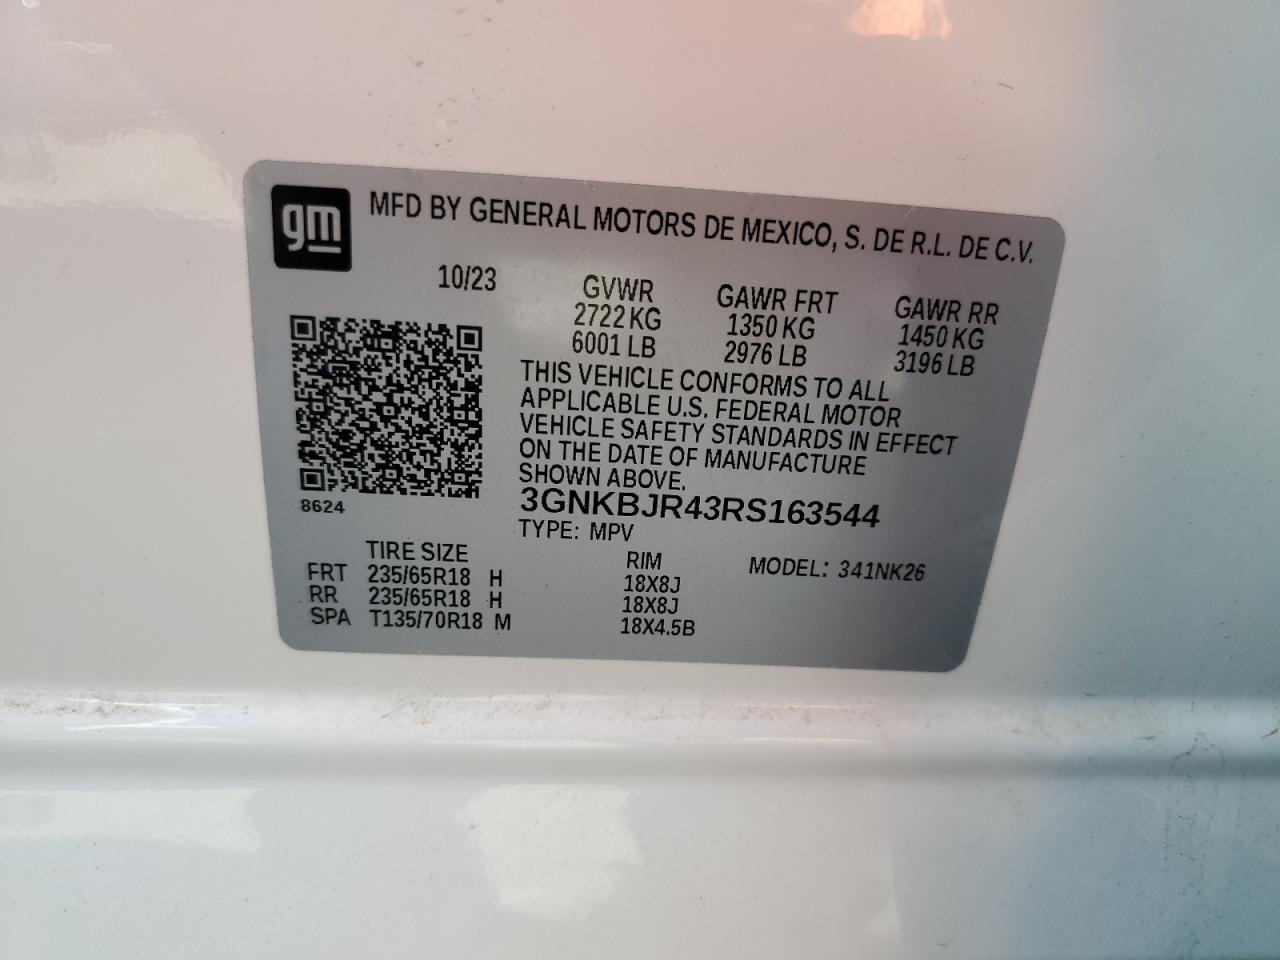 gm
MFD BY GENERAL MOTORS DE MEXICO, S. DE R.L. DE C.V.
10/23
GVWR GAWR FRT GAWR RR
2722 KG 1350 KG 1450 KG
6001 LB 2976 LB 3196 LB
THIS VEHICLE CONFORMS TO ALL
APPLICABLE U.S. FEDERAL MOTOR
VEHICLE SAFETY STANDARDS IN EFFECT
ON THE DATE OF MANUFACTURE
SHOWN ABOVE.
8624
3GNKBJR43RS163544
TYPE: MPV
TIRE SIZE RIM MODEL: 341NK26
FRT 235/65R18 H 18X8J
RR 235/65R18 H 18X8J
SPA T135/70R18 M 18X4.5B